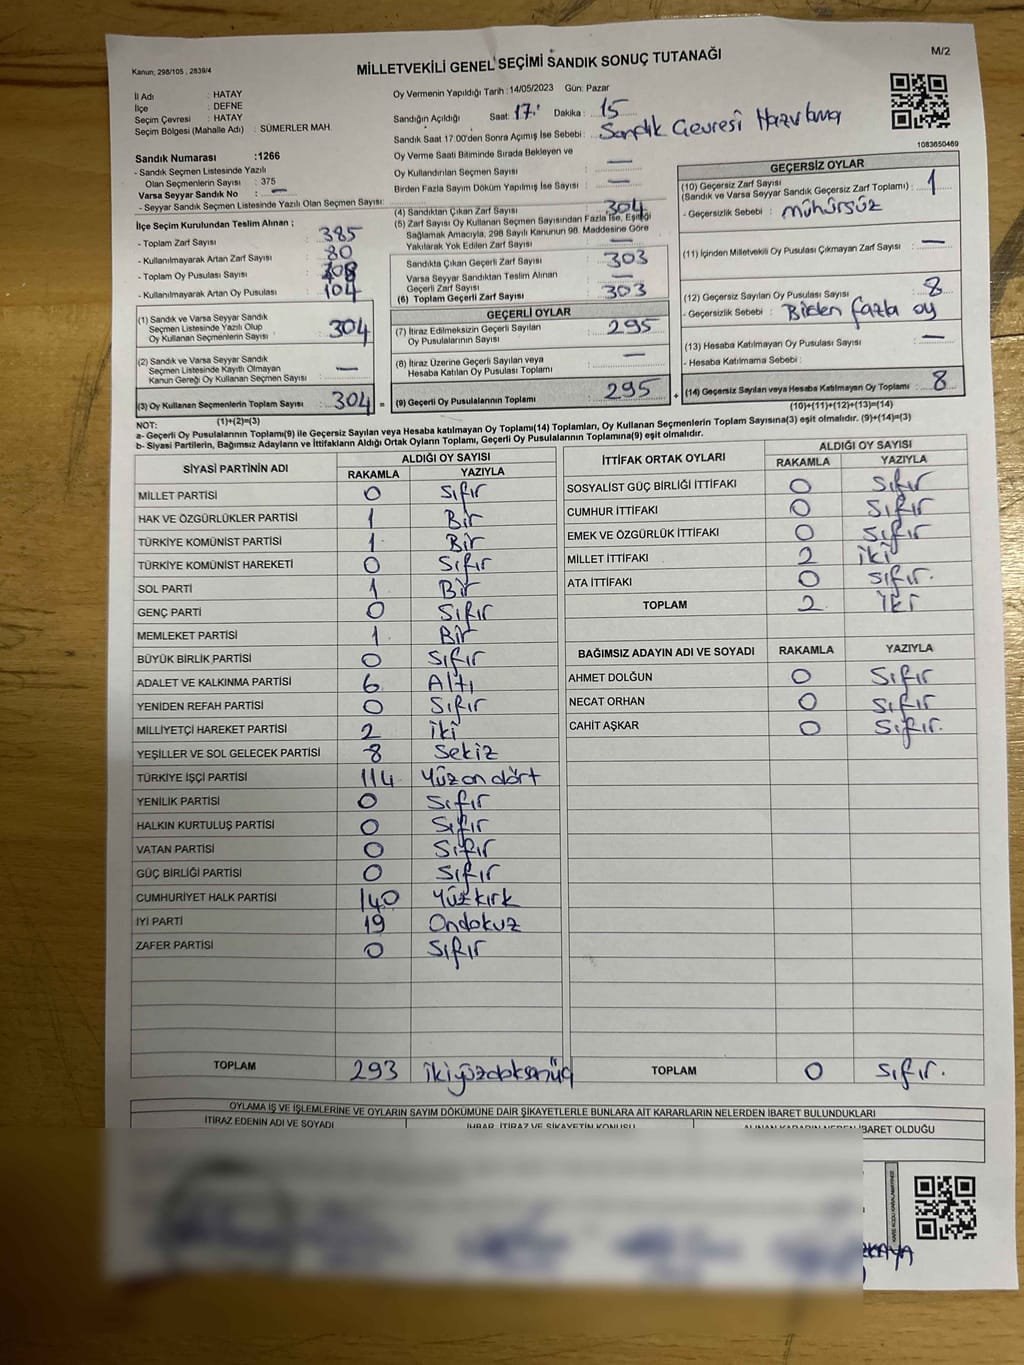 Kanun; 298/105 , 2839/4
MİLLETVEKİLİ GENEL SEÇİMİ SANDIK SONUÇ TUTANAĞI
M/2
İl Adı : HATAY
İlçe : DEFNE
Seçim Çevresi : HATAY
Seçim Bölgesi (Mahalle Adı) : SÜMERLER MAH.
Oy Vermenin Yapıldığı Tarih : 14/05/2023 Gün: Pazar
Sandığın Açıldığı Saat: 17: Dakika : 15
Sandık Saat 17:00'den Sonra Açımış İse Sebebi : Sandık Çevresi Hazırlama
1083650469
Sandık Numarası :1266
- Sandık Seçmen Listesinde Yazılı
Olan Seçmenlerin Sayısı : 375
Varsa Seyyar Sandık No : —
- Seyyar Sandık Seçmen Listesinde Yazılı Olan Seçmen Sayısı:
Oy Verme Saati Bitiminde Sırada Bekleyen ve
Oy Kullandırılan Seçmen Sayısı : —
Birden Fazla Sayım Döküm Yapılmış İse Sayısı : —
İlçe Seçim Kurulundan Teslim Alınan ;
- Toplam Zarf Sayısı : 385
- Kullanılmayarak Artan Zarf Sayısı : 80
- Toplam Oy Pusulası Sayısı : 408
- Kullanılmayarak Artan Oy Pusulası : 104
(1) Sandık ve Varsa Seyyar Sandık
Seçmen Listesinde Yazılı Olup
Oy Kullanan Seçmenlerin Sayısı : 304
(2) Sandık ve Varsa Seyyar Sandık
Seçmen Listesinde Kayıtlı Olmayan
Kanun Gereği Oy Kullanan Seçmen Sayısı : —
(3) Oy Kullanan Seçmenlerin Toplam Sayısı : 304 =
(1)+(2)=(3)
(4) Sandıktan Çıkan Zarf Sayısı : 304
(5) Zarf Sayısı Oy Kullanan Seçmen Sayısından Fazla İse, Eşitliği
Sağlamak Amacıyla, 298 Sayılı Kanunun 98. Maddesine Göre
Yakılarak Yok Edilen Zarf Sayısı : —
Sandıkta Çıkan Geçerli Zarf Sayısı : 303
Varsa Seyyar Sandıktan Teslim Alınan
Geçerli Zarf Sayısı : —
(6) Toplam Geçerli Zarf Sayısı : 303
GEÇERLİ OYLAR
(7) İtiraz Edilmeksizin Geçerli Sayılan
Oy Pusulalarının Sayısı : 295
(8) İtiraz Üzerine Geçerli Sayılan veya
Hesaba Katılan Oy Pusulası Toplamı : —
(9) Geçerli Oy Pusulalarının Toplamı : 295 +
GEÇERSİZ OYLAR
(10) Geçersiz Zarf Sayısı
(Sandık ve Varsa Seyyar Sandık Geçersiz Zarf Toplamı) : 1
- Geçersizlik Sebebi : mühürsüz
(11) İçinden Milletvekili Oy Pusulası Çıkmayan Zarf Sayısı : —
(12) Geçersiz Sayılan Oy Pusulası Sayısı : 8
- Geçersizlik Sebebi : Birden fazla oy
(13) Hesaba Katılmayan Oy Pusulası Sayısı : —
- Hesaba Katılmama Sebebi :
(14) Geçersiz Sayılan veya Hesaba Katılmayan Oy Toplamı : 8
(10)+(11)+(12)+(13)=(14)
NOT:
a- Geçerli Oy Pusulalarının Toplamı(9) ile Geçersiz Sayılan veya Hesaba katılmayan Oy Toplamı(14) Toplamları, Oy Kullanan Seçmenlerin Toplam Sayısına(3) eşit olmalıdır. (9)+(14)=(3)
b- Siyasi Partilerin, Bağımsız Adayların ve İttifakların Aldığı Ortak Oyların Toplamı, Geçerli Oy Pusulalarının Toplamına(9) eşit olmalıdır.
SİYASİ PARTİNİN ADI
ALDIĞI OY SAYISI
RAKAMLA YAZIYLA
MİLLET PARTİSİ 0 Sıfır
HAK VE ÖZGÜRLÜKLER PARTİSİ 1 Bir
TÜRKİYE KOMÜNİST PARTİSİ 1 Bir
TÜRKİYE KOMÜNİST HAREKETİ 0 Sıfır
SOL PARTİ 1 Bir
GENÇ PARTİ 0 Sıfır
MEMLEKET PARTİSİ 1 Bir
BÜYÜK BİRLİK PARTİSİ 0 Sıfır
ADALET VE KALKINMA PARTİSİ 6 Altı
YENİDEN REFAH PARTİSİ 0 Sıfır
MİLLİYETÇİ HAREKET PARTİSİ 2 iki
YEŞİLLER VE SOL GELECEK PARTİSİ 8 Sekiz
TÜRKİYE İŞÇİ PARTİSİ 114 Yüzondört
YENİLİK PARTİSİ 0 Sıfır
HALKIN KURTULUŞ PARTİSİ 0 Sıfır
VATAN PARTİSİ 0 Sıfır
GÜÇ BİRLİĞİ PARTİSİ 0 Sıfır
CUMHURİYET HALK PARTİSİ 140 Yüzkırk
İYİ PARTİ 19 Ondokuz
ZAFER PARTİSİ 0 Sıfır
TOPLAM 293 ikiyüzdoksanüç
İTTİFAK ORTAK OYLARI
ALDIĞI OY SAYISI
RAKAMLA YAZIYLA
SOSYALİST GÜÇ BİRLİĞİ İTTİFAKI 0 Sıfır
CUMHUR İTTİFAKI 0 Sıfır
EMEK VE ÖZGÜRLÜK İTTİFAKI 0 Sıfır
MİLLET İTTİFAKI 2 iki
ATA İTTİFAKI 0 Sıfır.
TOPLAM 2 İki
BAĞIMSIZ ADAYIN ADI VE SOYADI RAKAMLA YAZIYLA
AHMET DOLĞUN 0 Sıfır
NECAT ORHAN 0 Sıfır
CAHİT AŞKAR 0 Sıfır.
TOPLAM 0 Sıfır.
OYLAMA İŞ VE İŞLEMLERİNE VE OYLARIN SAYIM DÖKÜMÜNE DAİR ŞİKAYETLERLE BUNLARA AİT KARARLARIN NELERDEN İBARET BULUNDUKLARI
İTİRAZ EDENİN ADI VE SOYADI
İHBAR, İTİRAZ VE ŞİKAYETİN KONUSU
ALINAN KARARIN NEDEN İBARET OLDUĞU